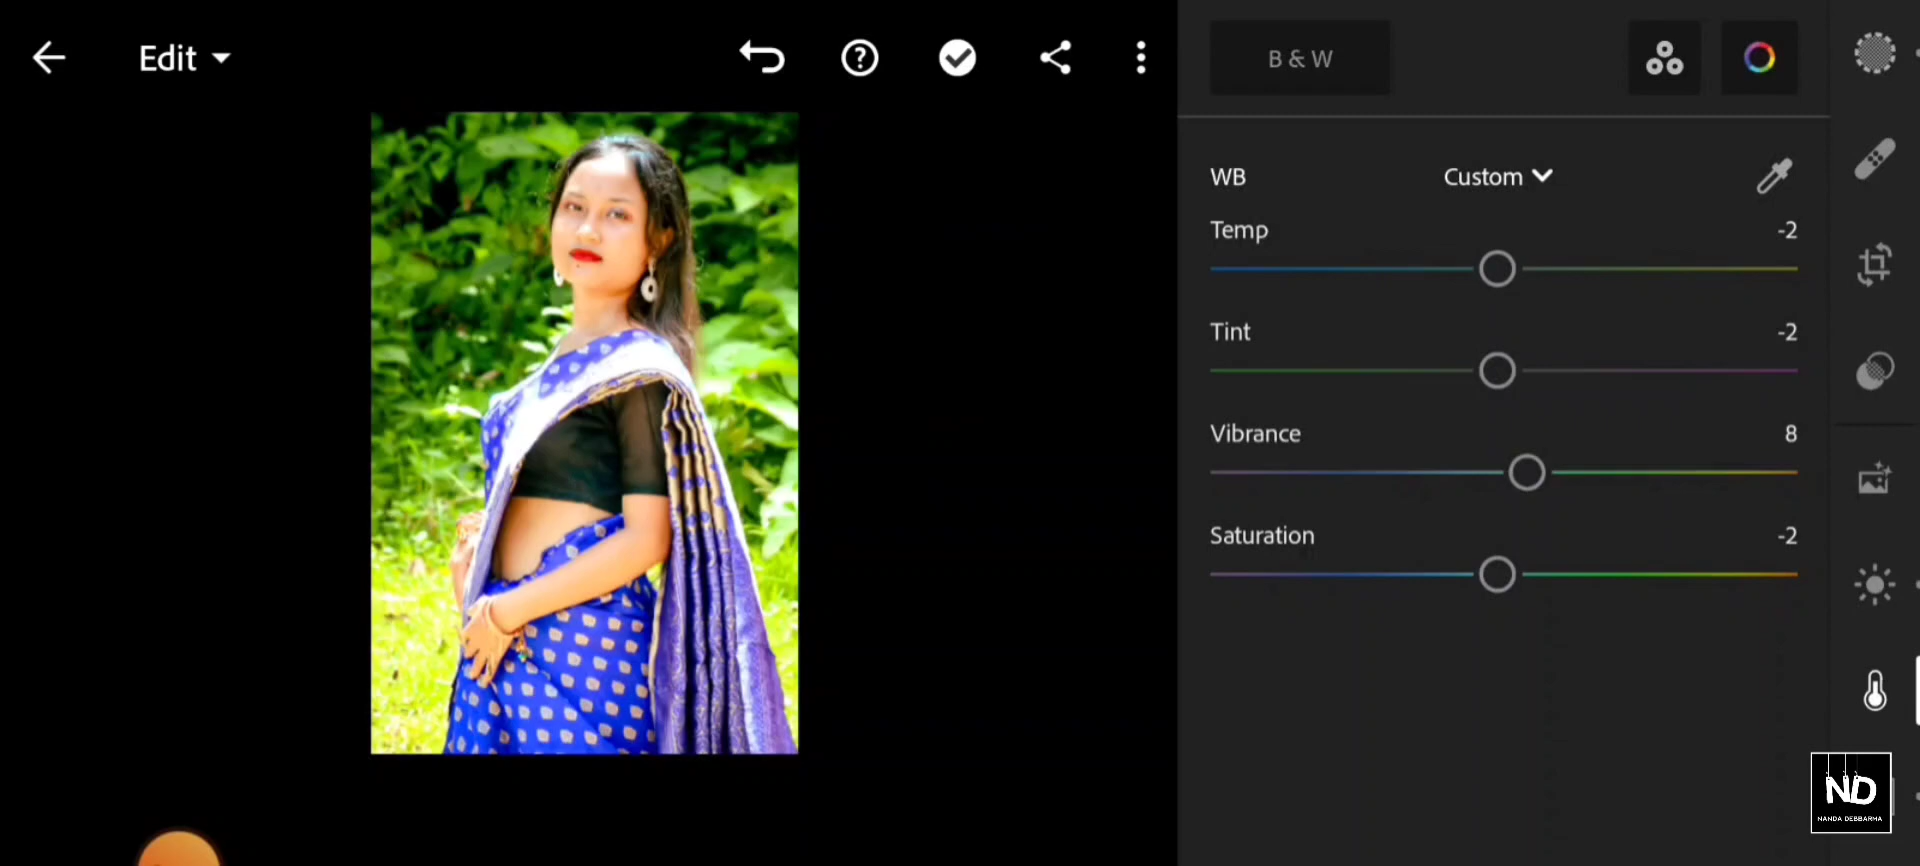 Edit
B & W
WB Custom
Temp -2
Tint -2
Vibrance 8
Saturation -2
ND
NANDA DEBBARMA